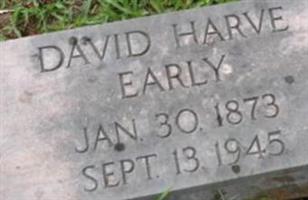 DAVID HARVE
EARLY
JAN. 30. 1873
SEPT. 13. 1945